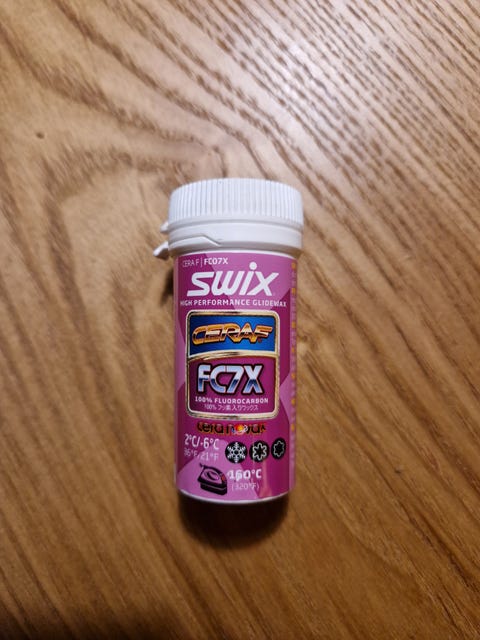 CERA F | FC07X
SWIX
HIGH PERFORMANCE GLIDEWAX
CERAF
FC7X
100% FLUOROCARBON
100% フッ素入りワックス
cera nova X
2°C/-6°C
36°F/21°F
160°C
(320°F)